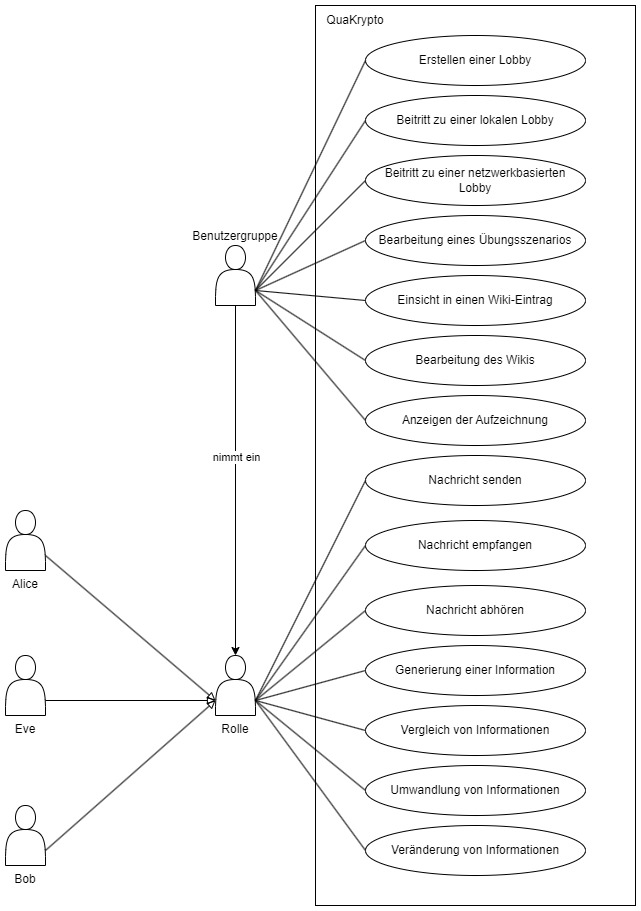 QuaKrypto
Erstellen einer Lobby
Beitritt zu einer lokalen Lobby
Beitritt zu einer netzwerkbasierten
Lobby
Benutzergruppe
Bearbeitung eines Übungsszenarios
Einsicht in einen Wiki-Eintrag
Bearbeitung des Wikis
Anzeigen der Aufzeichnung
nimmt ein
Nachricht senden
Nachricht empfangen
Alice
Nachricht abhören
Generierung einer Information
Eve
Rolle
Vergleich von Informationen
Umwandlung von Informationen
Veränderung von Informationen
Bob